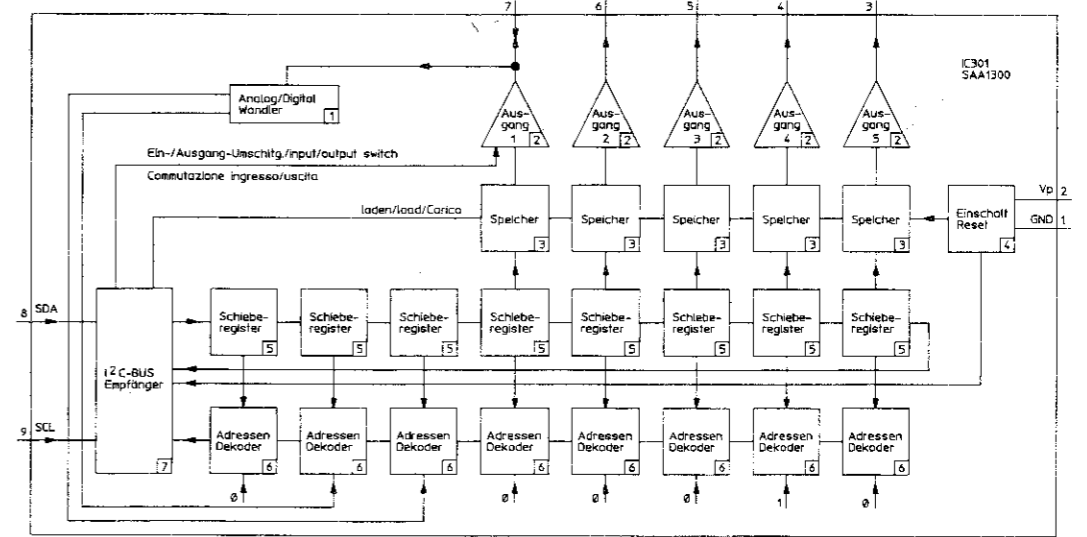 7
6
5
4
3
IC301
SAA1300
Analog/Digital
Wandler
1
Aus-
gang
1
2
Aus-
gang
2
2
Aus-
gang
3
2
Aus-
gang
4
2
Aus-
gang
5
2
Ein-/Ausgang-Umschltg./input/output switch
Commutazione ingresso/uscita
laden/load/Carico
Speicher
3
Speicher
3
Speicher
3
Speicher
3
Speicher
3
Einschalt
Reset
4
Vp 2
GND 1
8 SDA
9 SCL
I²C-BUS
Empfänger
7
Schiebe-
register
5
Schiebe-
register
5
Schiebe-
register
5
Schiebe-
register
5
Schiebe-
register
5
Schiebe-
register
5
Schiebe-
register
5
Schiebe-
register
5
Adressen
Dekoder
6
Adressen
Dekoder
6
Adressen
Dekoder
6
Adressen
Dekoder
6
Adressen
Dekoder
6
Adressen
Dekoder
6
Adressen
Dekoder
6
Adressen
Dekoder
6
Ø
Ø
Ø
Ø
1
Ø